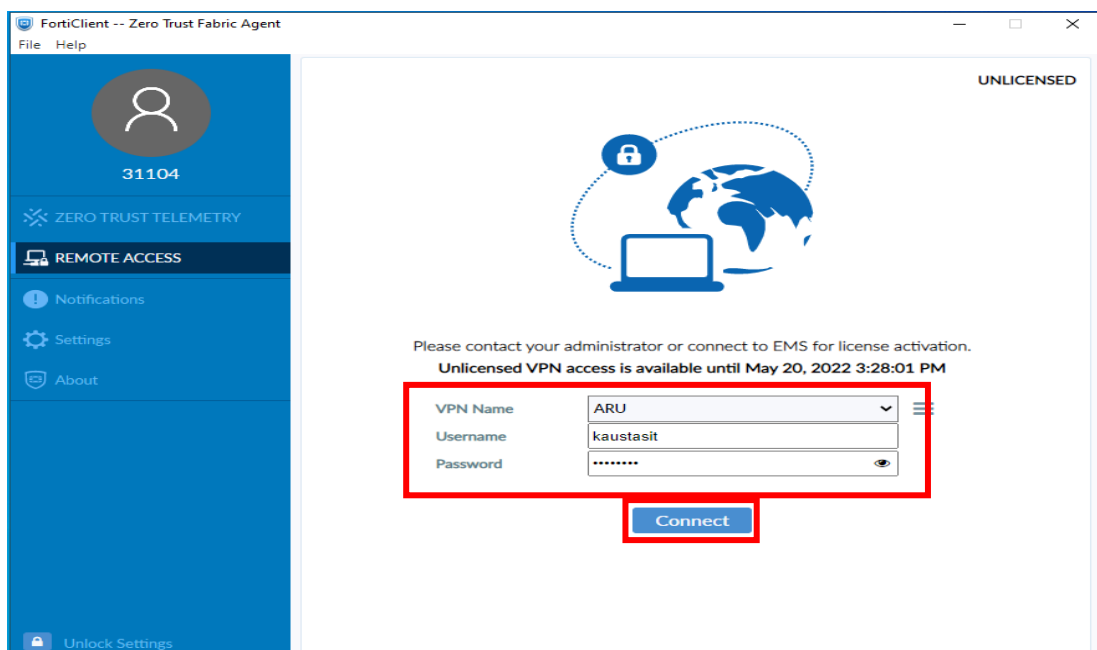 FortiClient -- Zero Trust Fabric Agent
File Help
UNLICENSED
31104
ZERO TRUST TELEMETRY
REMOTE ACCESS
Notifications
Settings
About
Unlock Settings
Please contact your administrator or connect to EMS for license activation.
Unlicensed VPN access is available until May 20, 2022 3:28:01 PM
VPN Name ARU
Username kaustasit
Password ••••••••
Connect